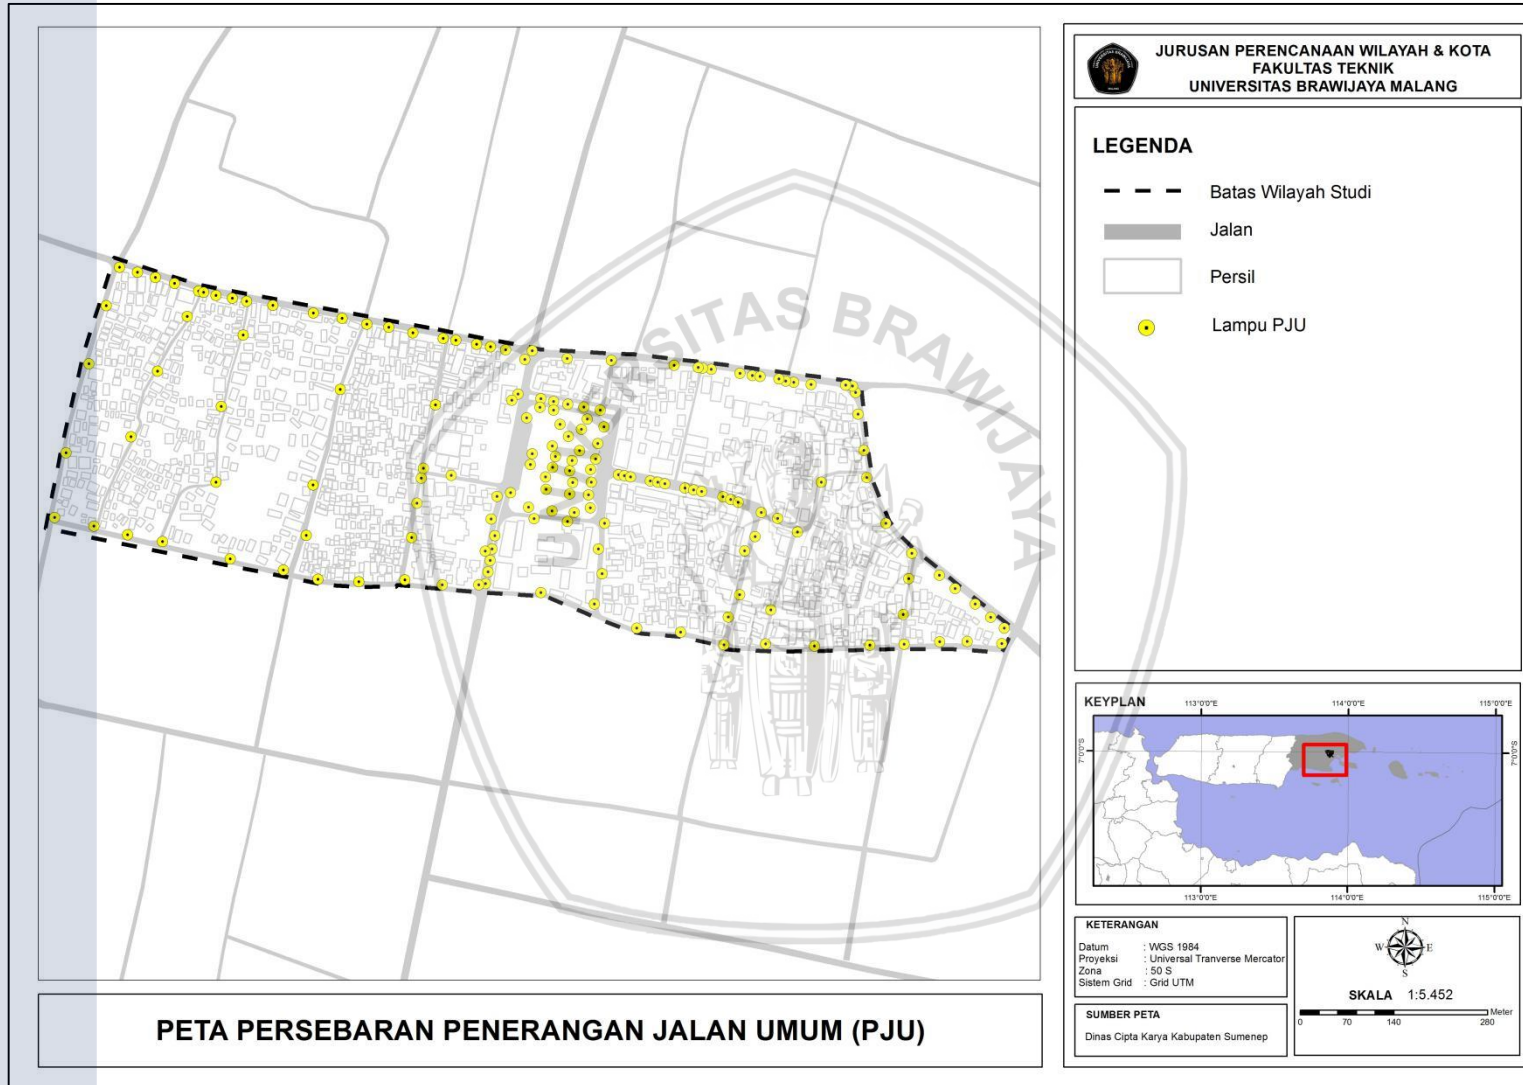 JURUSAN PERENCANAAN WILAYAH & KOTA
FAKULTAS TEKNIK
UNIVERSITAS BRAWIJAYA MALANG
LEGENDA
Batas Wilayah Studi
Jalan
Persil
Lampu PJU
UNIVERSITAS BRAWIJAYA
KEYPLAN
113°0'0"E 114°0'0"E 115°0'0"E
7°0'0"S 7°0'0"S
113°0'0"E 114°0'0"E 115°0'0"E
KETERANGAN
Datum : WGS 1984
Proyeksi : Universal Tranverse Mercator
Zona : 50 S
Sistem Grid : Grid UTM
SUMBER PETA
Dinas Cipta Karya Kabupaten Sumenep
N
W E
S
SKALA 1:5.452
Meter
0 70 140 280
PETA PERSEBARAN PENERANGAN JALAN UMUM (PJU)